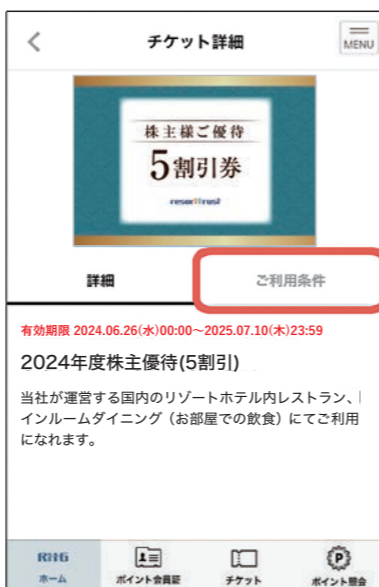 チケット詳細
MENU
株主様ご優待
5割引券
resorttrust
詳細
ご利用条件
有効期限 2024.06.26(水)00:00～2025.07.10(木)23:59
2024年度株主優待(5割引)
当社が運営する国内のリゾートホテル内レストラン、
インルームダイニング（お部屋での飲食）にてご利用
になれます。
ホーム
ポイント会員証
チケット
ポイント照会